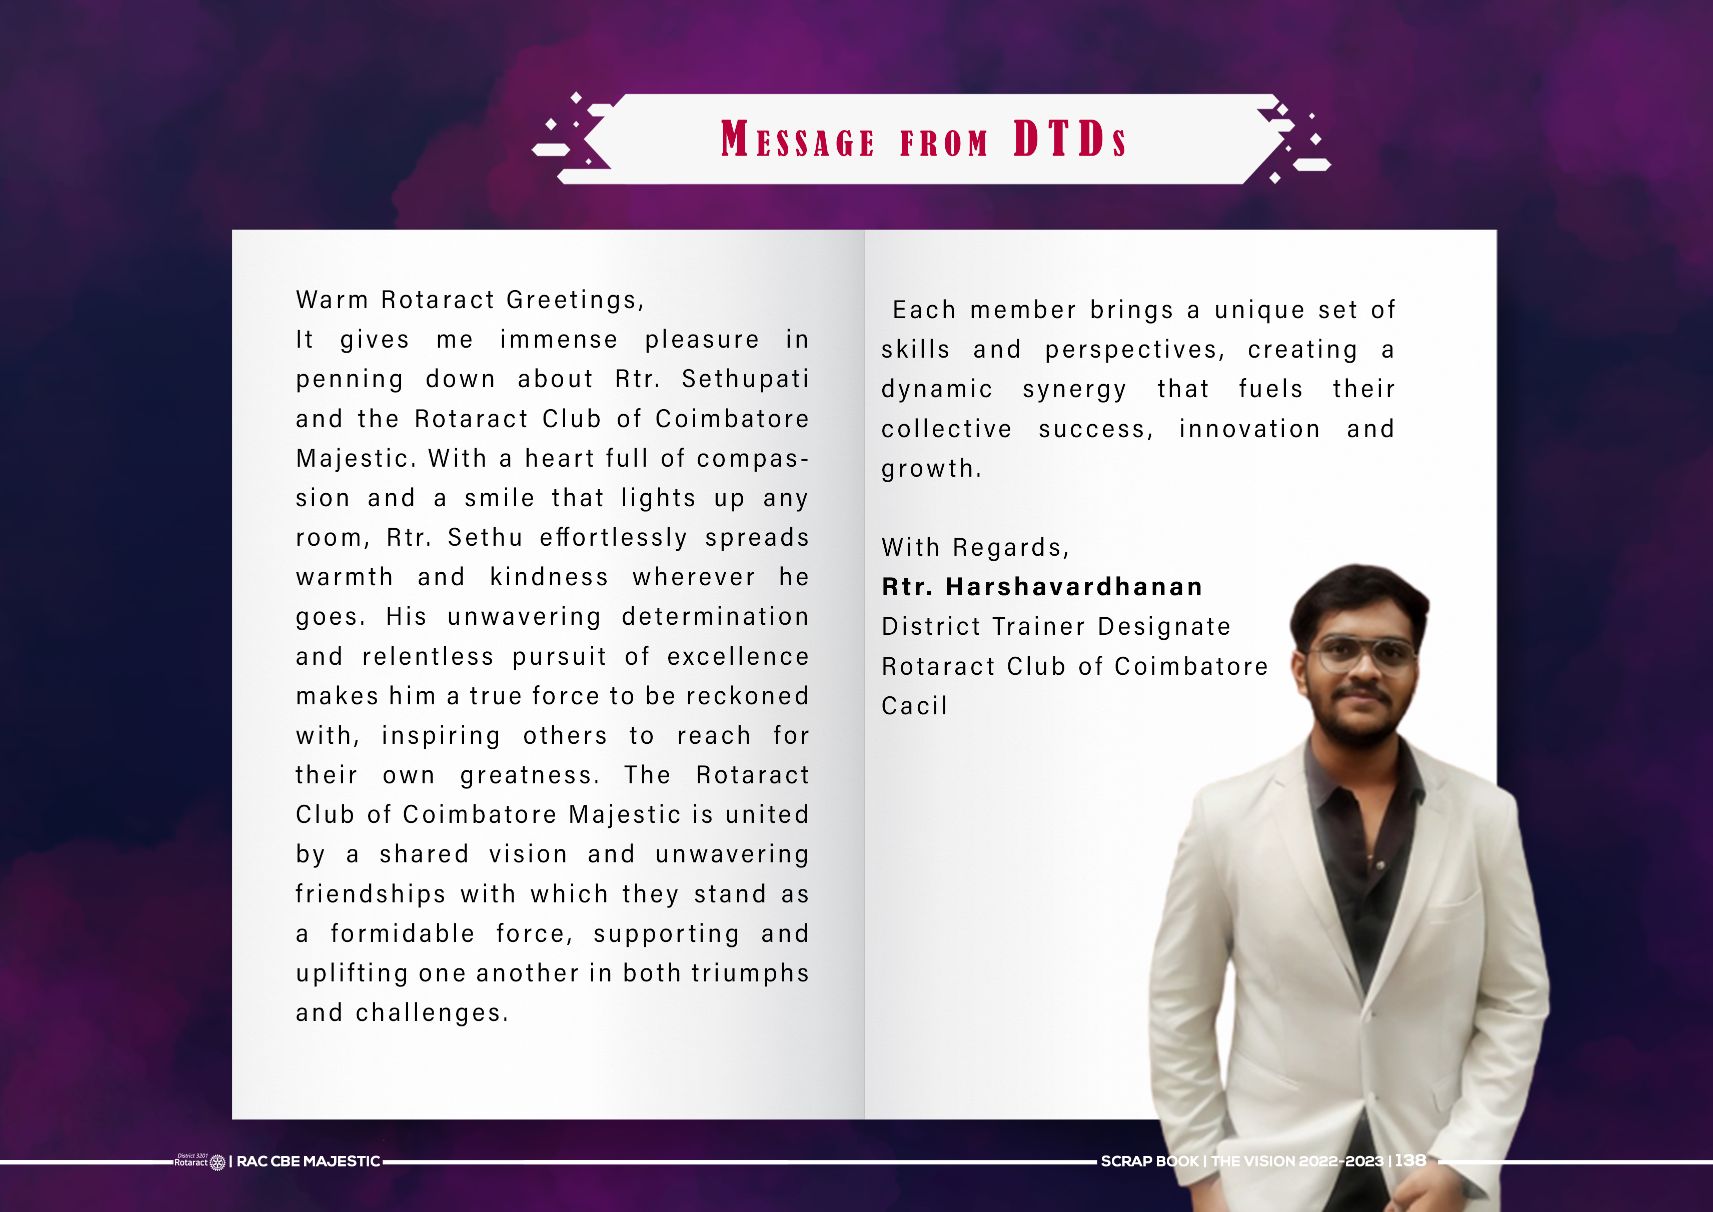 Message from DTDs
Warm Rotaract Greetings,
It gives me immense pleasure in
penning down about Rtr. Sethupati
and the Rotaract Club of Coimbatore
Majestic. With a heart full of compas-
sion and a smile that lights up any
room, Rtr. Sethu effortlessly spreads
warmth and kindness wherever he
goes. His unwavering determination
and relentless pursuit of excellence
makes him a true force to be reckoned
with, inspiring others to reach for
their own greatness. The Rotaract
Club of Coimbatore Majestic is united
by a shared vision and unwavering
friendships with which they stand as
a formidable force, supporting and
uplifting one another in both triumphs
and challenges.
Each member brings a unique set of
skills and perspectives, creating a
dynamic synergy that fuels their
collective success, innovation and
growth.
With Regards,
Rtr. Harshavardhanan
District Trainer Designate
Rotaract Club of Coimbatore
Cacil
District 3201
Rotaract | RAC CBE MAJESTIC
SCRAP BOOK | THE VISION 2022-2023 | 138